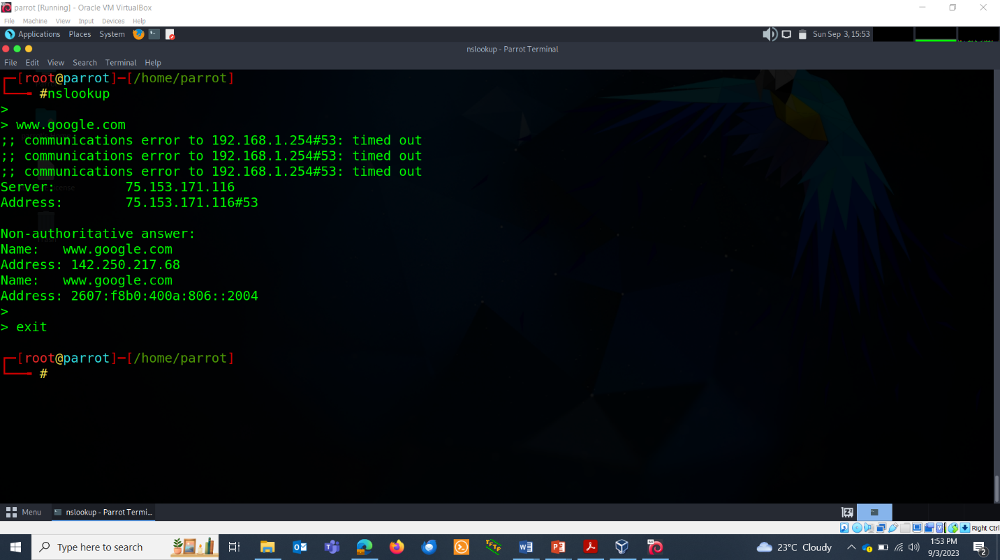 parrot [Running] - Oracle VM VirtualBox
File Machine View Input Devices Help
Applications Places System Sun Sep 3, 15:53
nslookup - Parrot Terminal
File Edit View Search Terminal Help
┌─[root@parrot]─[/home/parrot]
└──╼ #nslookup
>
> www.google.com
;; communications error to 192.168.1.254#53: timed out
;; communications error to 192.168.1.254#53: timed out
;; communications error to 192.168.1.254#53: timed out
Server: 75.153.171.116
Address: 75.153.171.116#53
Non-authoritative answer:
Name: www.google.com
Address: 142.250.217.68
Name: www.google.com
Address: 2607:f8b0:400a:806::2004
>
> exit
┌─[root@parrot]─[/home/parrot]
└──╼ #
Menu nslookup - Parrot Termi...
Right Ctrl
Type here to search 23°C Cloudy 1:53 PM
9/3/2023 2